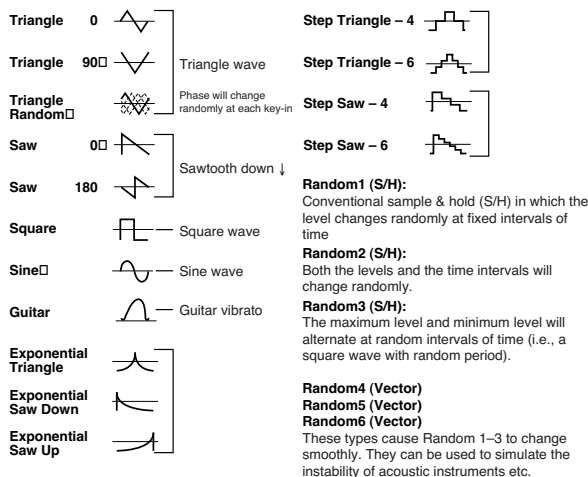 Triangle 0
Triangle 90□
Triangle wave
Triangle
Random□
Phase will change
randomly at each key-in
Saw 0□
Saw 180
Sawtooth down ↓
Square
Square wave
Sine□
Sine wave
Guitar
Guitar vibrato
Exponential
Triangle
Exponential
Saw Down
Exponential
Saw Up
Step Triangle – 4
Step Triangle – 6
Step Saw – 4
Step Saw – 6
Random1 (S/H):
Conventional sample & hold (S/H) in which the
level changes randomly at fixed intervals of
time
Random2 (S/H):
Both the levels and the time intervals will
change randomly.
Random3 (S/H):
The maximum level and minimum level will
alternate at random intervals of time (i.e., a
square wave with random period).
Random4 (Vector)
Random5 (Vector)
Random6 (Vector)
These types cause Random 1–3 to change
smoothly. They can be used to simulate the
instability of acoustic instruments etc.